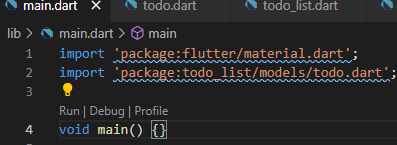 main.dart
todo.dart
todo_list.dart
lib > main.dart > main
1 import 'package:flutter/material.dart';
2 import 'package:todo_list/models/todo.dart';
3
Run | Debug | Profile
4 void main() {}